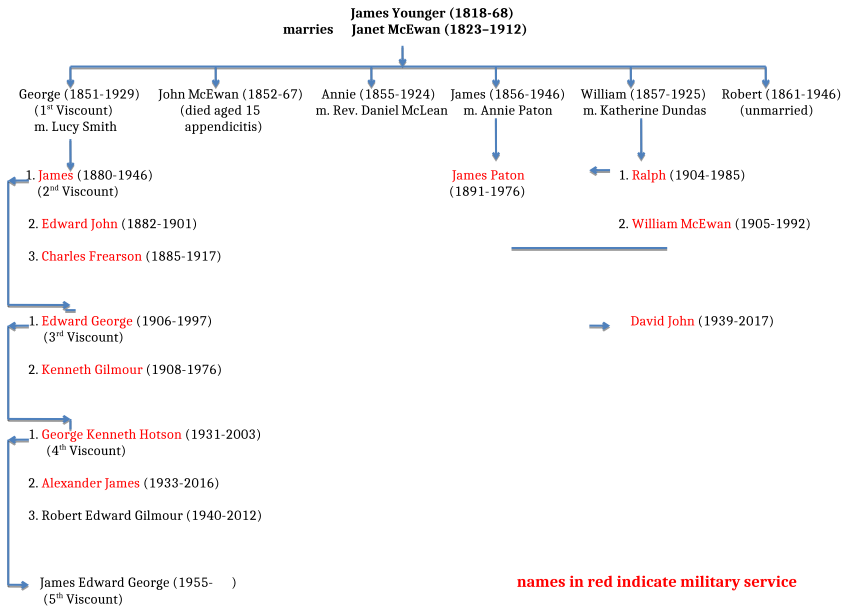 James Younger (1818-68)
marries Janet McEwan (1823–1912)
George (1851-1929)
(1st Viscount)
m. Lucy Smith
John McEwan (1852-67)
(died aged 15
appendicitis)
Annie (1855-1924)
m. Rev. Daniel McLean
James (1856-1946)
m. Annie Paton
William (1857-1925)
m. Katherine Dundas
Robert (1861-1946)
(unmarried)
1. James (1880-1946)
(2nd Viscount)
2. Edward John (1882-1901)
3. Charles Frearson (1885-1917)
James Paton
(1891-1976)
1. Ralph (1904-1985)
2. William McEwan (1905-1992)
1. Edward George (1906-1997)
(3rd Viscount)
2. Kenneth Gilmour (1908-1976)
David John (1939-2017)
1. George Kenneth Hotson (1931-2003)
(4th Viscount)
2. Alexander James (1933-2016)
3. Robert Edward Gilmour (1940-2012)
James Edward George (1955- )
(5th Viscount)
names in red indicate military service